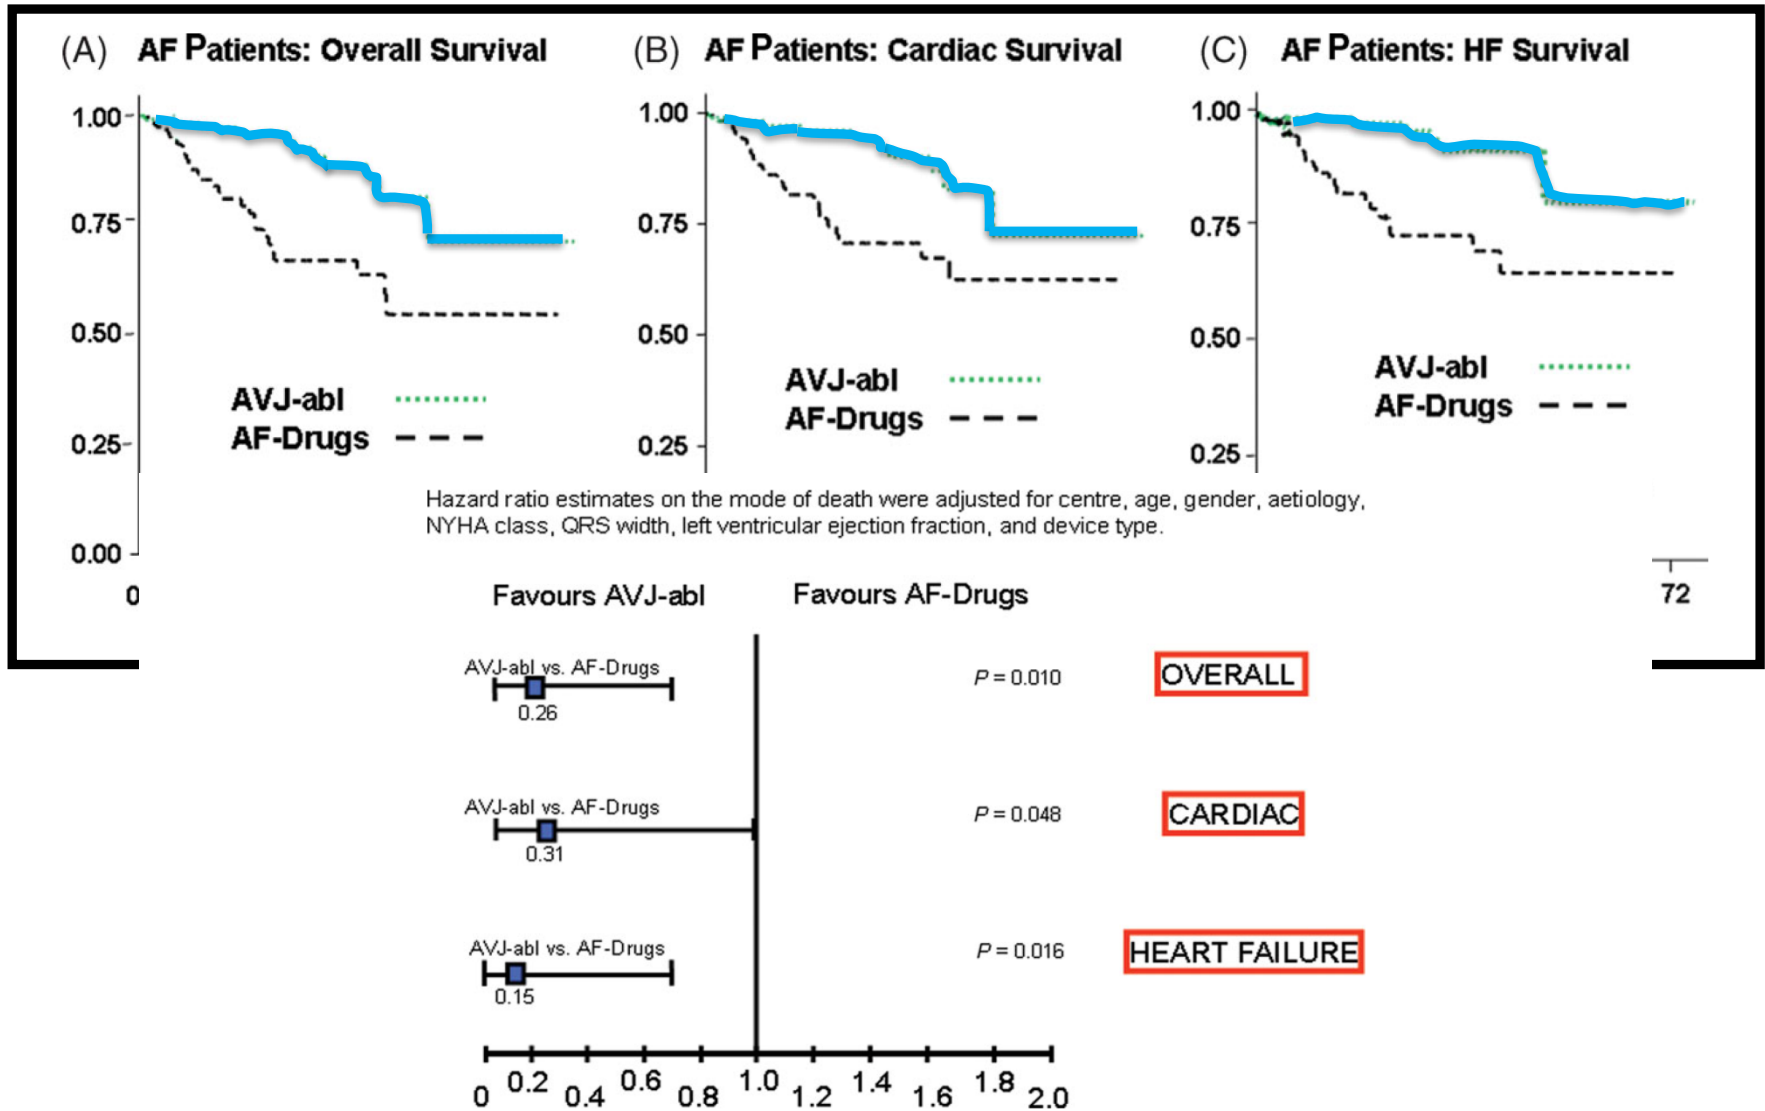 (A) AF Patients: Overall Survival
1.00
0.75
0.50
0.25
0.00
0
AVJ-abl
AF-Drugs
(B) AF Patients: Cardiac Survival
1.00
0.75
0.50
0.25
AVJ-abl
AF-Drugs
(C) AF Patients: HF Survival
1.00
0.75
0.50
0.25
72
AVJ-abl
AF-Drugs
Hazard ratio estimates on the mode of death were adjusted for centre, age, gender, aetiology,
NYHA class, QRS width, left ventricular ejection fraction, and device type.
Favours AVJ-abl Favours AF-Drugs
AVJ-abl vs. AF-Drugs
0.26
P = 0.010
OVERALL
AVJ-abl vs. AF-Drugs
0.31
P = 0.048
CARDIAC
AVJ-abl vs. AF-Drugs
0.15
P = 0.016
HEART FAILURE
0 0.2 0.4 0.6 0.8 1.0 1.2 1.4 1.6 1.8 2.0